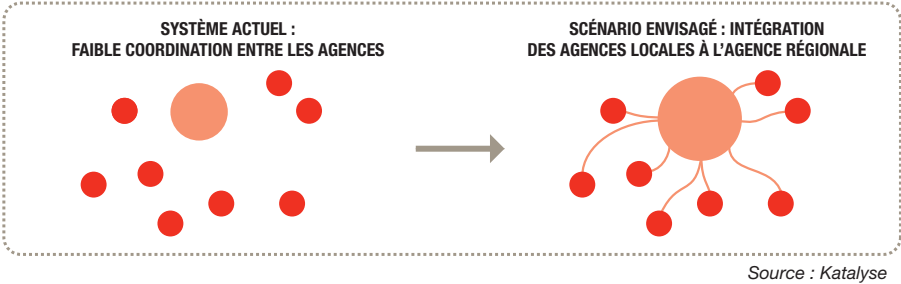 SYSTÈME ACTUEL :
FAIBLE COORDINATION ENTRE LES AGENCES
SCÉNARIO ENVISAGÉ : INTÉGRATION
DES AGENCES LOCALES À L’AGENCE RÉGIONALE
Source : Katalyse